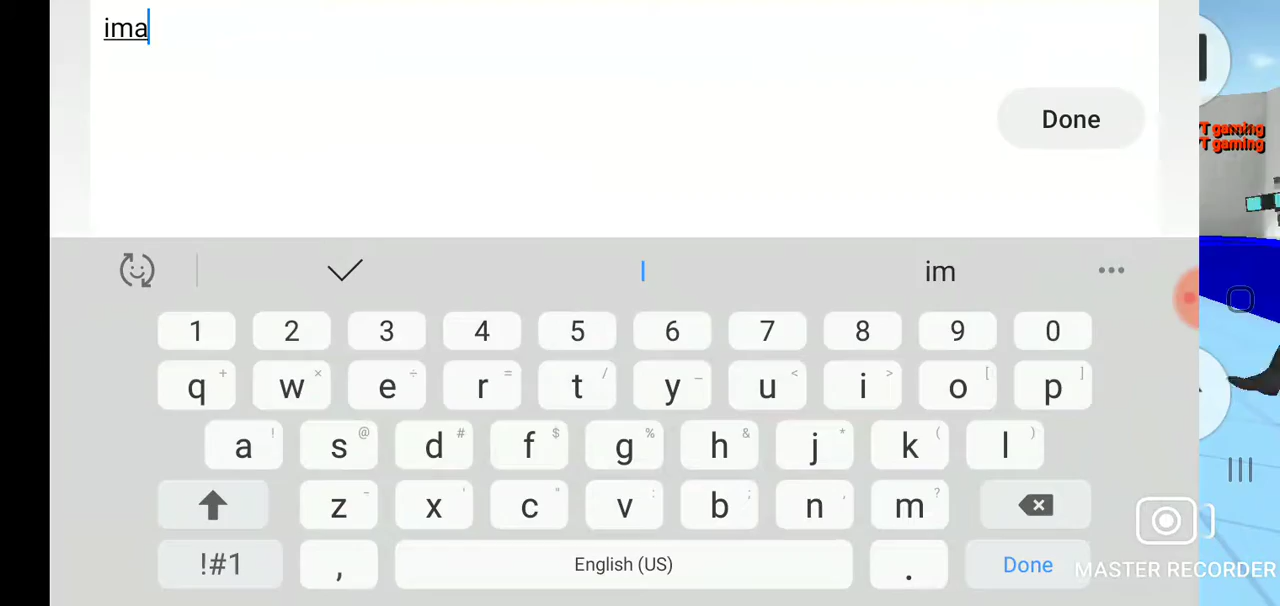 ima
Done
T gaming
T gaming
im
1 2 3 4 5 6 7 8 9 0
q + w × e ÷ r = t / y _ u < i > o [ p ]
a ! s @ d # f $ g % h & j * k ( l )
z - x ' c " v : b ; n , m ?
!#1 , English (US) . Done
MASTER RECORDER